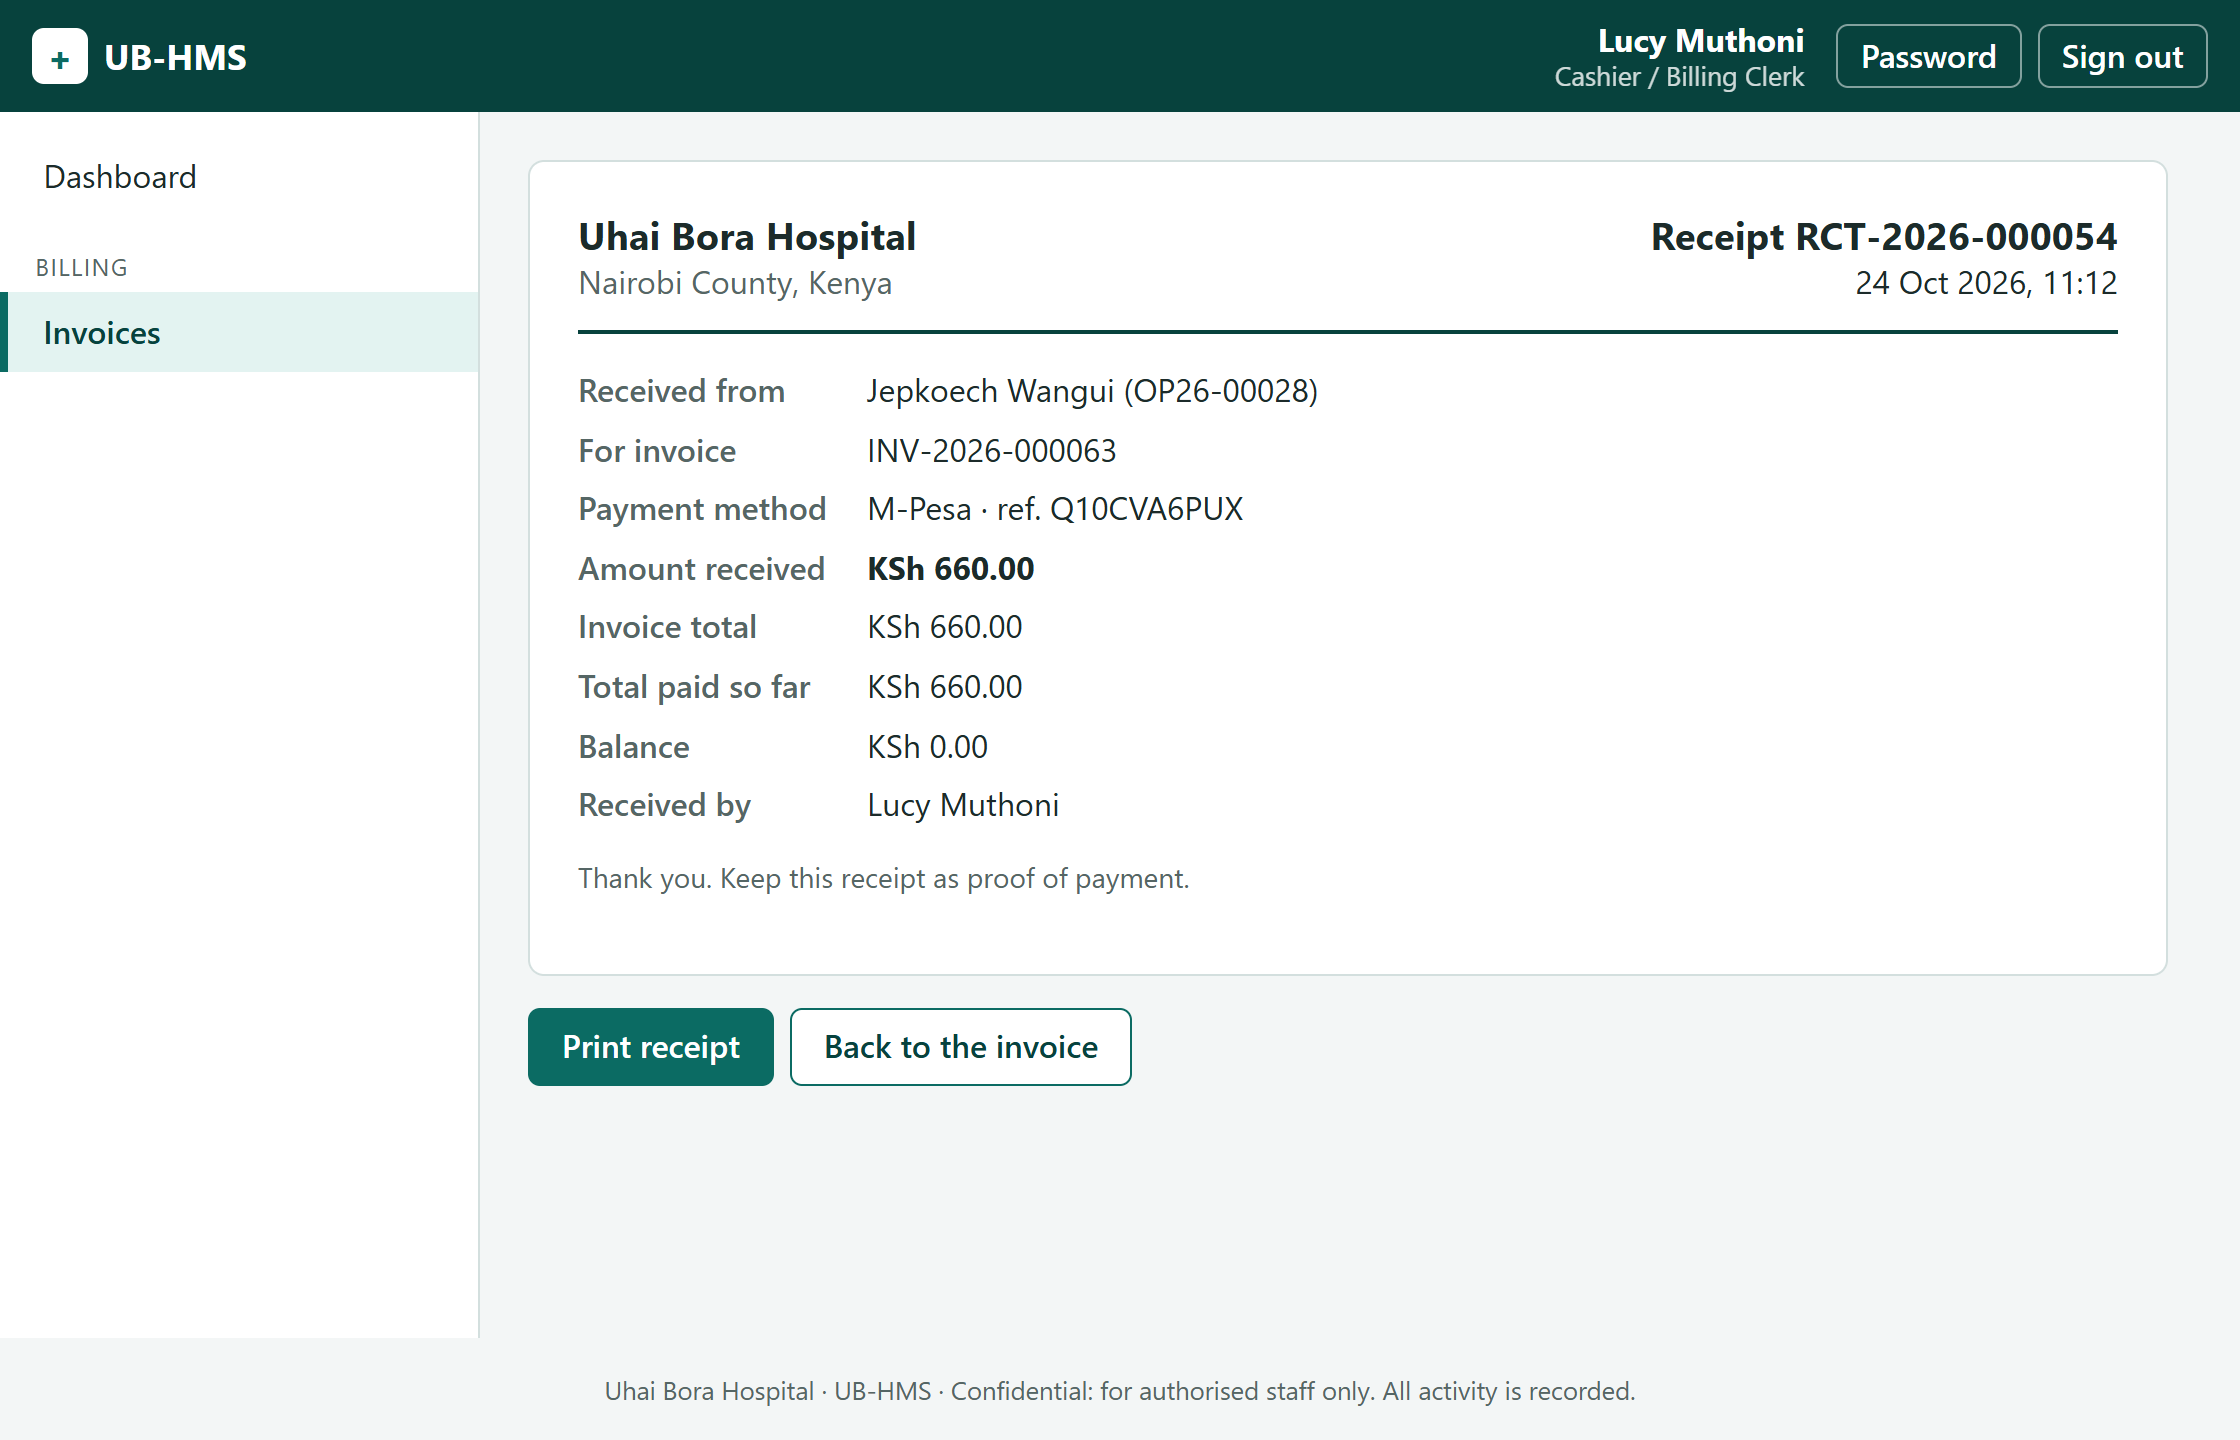 + UB-HMS
Lucy Muthoni
Cashier / Billing Clerk
Password
Sign out
Dashboard
BILLING
Invoices
Uhai Bora Hospital
Nairobi County, Kenya
Receipt RCT-2026-000054
24 Oct 2026, 11:12
Received from Jepkoech Wangui (OP26-00028)
For invoice INV-2026-000063
Payment method M-Pesa · ref. Q10CVA6PUX
Amount received KSh 660.00
Invoice total KSh 660.00
Total paid so far KSh 660.00
Balance KSh 0.00
Received by Lucy Muthoni
Thank you. Keep this receipt as proof of payment.
Print receipt
Back to the invoice
Uhai Bora Hospital · UB-HMS · Confidential: for authorised staff only. All activity is recorded.